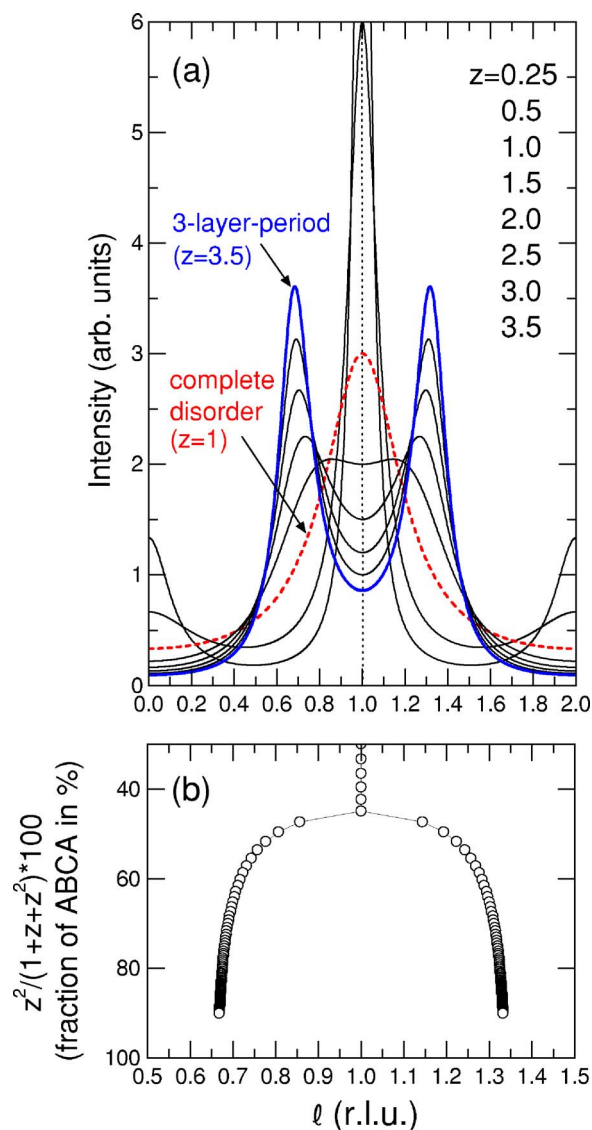 (a)
z=0.25
0.5
1.0
1.5
2.0
2.5
3.0
3.5
3-layer-period
(z=3.5)
complete
disorder
(z=1)
Intensity (arb. units)
6
5
4
3
2
1
0
0.0 0.2 0.4 0.6 0.8 1.0 1.2 1.4 1.6 1.8 2.0
(b)
z²/(1+z+z²)*100
(fraction of ABCA in %)
40
60
80
100
0.5 0.6 0.7 0.8 0.9 1.0 1.1 1.2 1.3 1.4 1.5
ℓ (r.l.u.)